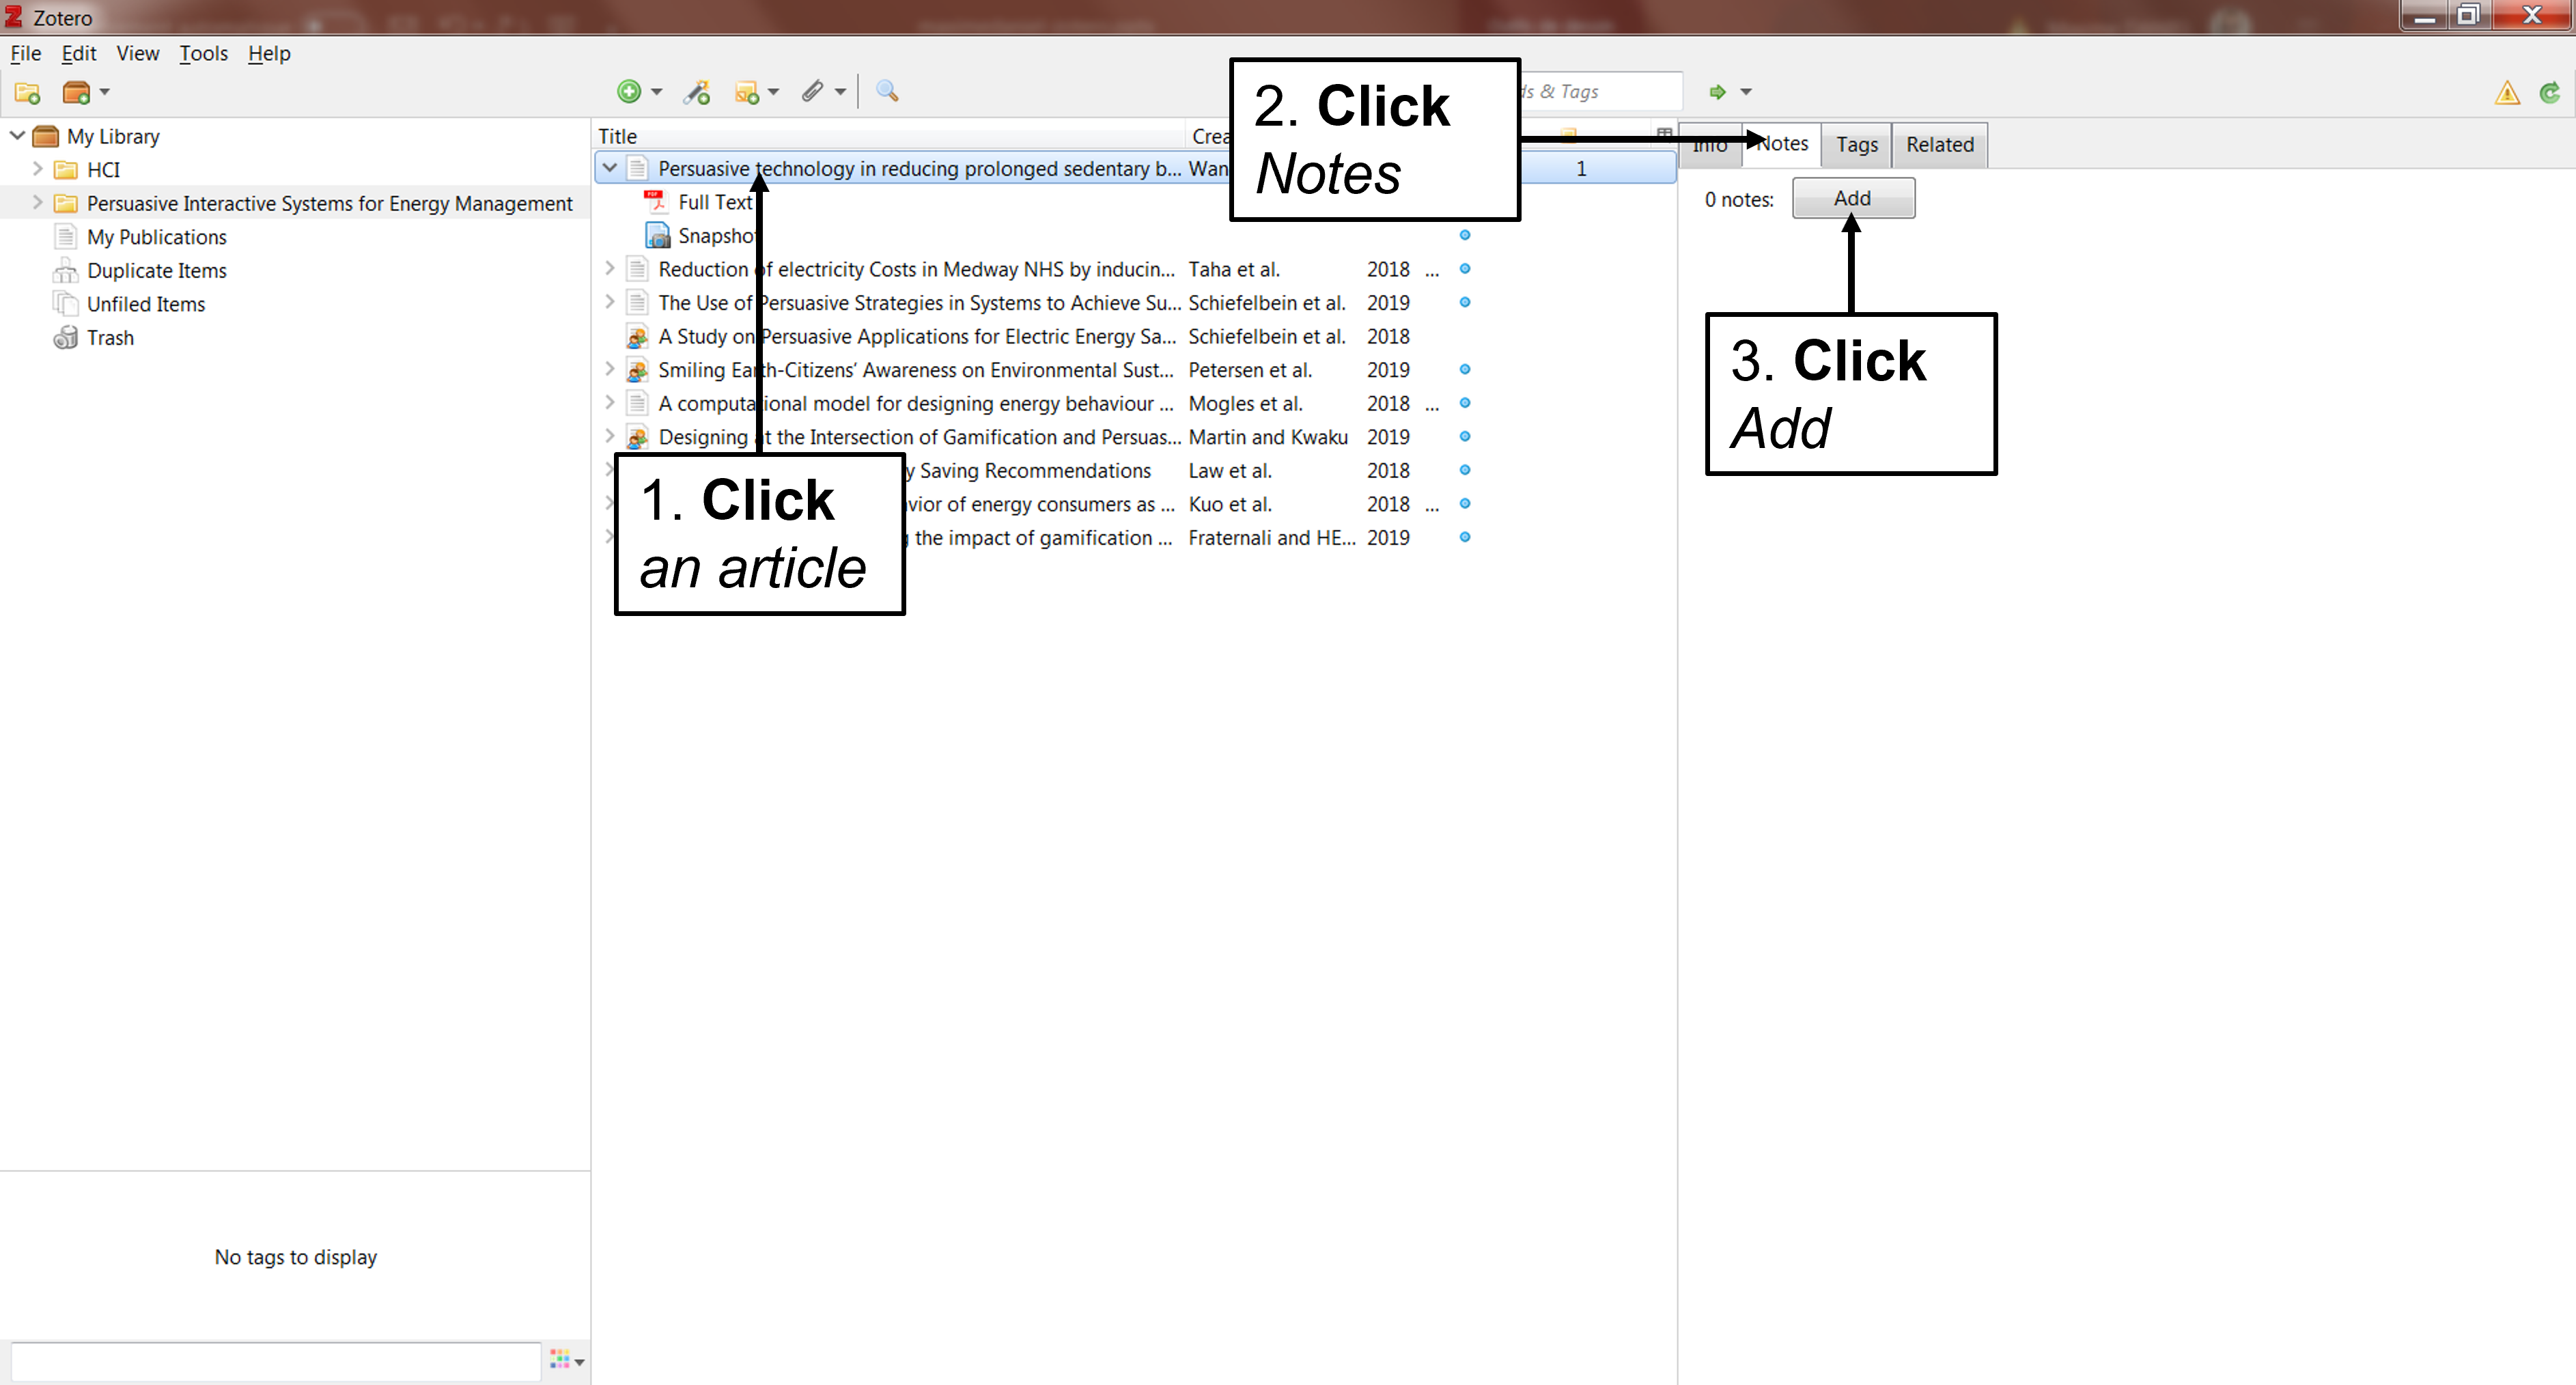 Zotero
File Edit View Tools Help
ds & Tags
My Library
HCI
Persuasive Interactive Systems for Energy Management
My Publications
Duplicate Items
Unfiled Items
Trash
No tags to display
Title Crea
Persuasive technology in reducing prolonged sedentary b... Wan 1
Full Text
Snapshot
Reduction of electricity Costs in Medway NHS by inducin... Taha et al. 2018 ...
The Use of Persuasive Strategies in Systems to Achieve Su... Schiefelbein et al. 2019
A Study on Persuasive Applications for Electric Energy Sa... Schiefelbein et al. 2018
Smiling Earth-Citizens’ Awareness on Environmental Sust... Petersen et al. 2019
A computational model for designing energy behaviour ... Mogles et al. 2018 ...
Designing at the Intersection of Gamification and Persuas... Martin and Kwaku 2019
y Saving Recommendations Law et al. 2018
vior of energy consumers as ... Kuo et al. 2018 ...
the impact of gamification ... Fraternali and HE... 2019
1. Click
an article
2. Click
Notes
Info Notes Tags Related
0 notes: Add
3. Click
Add